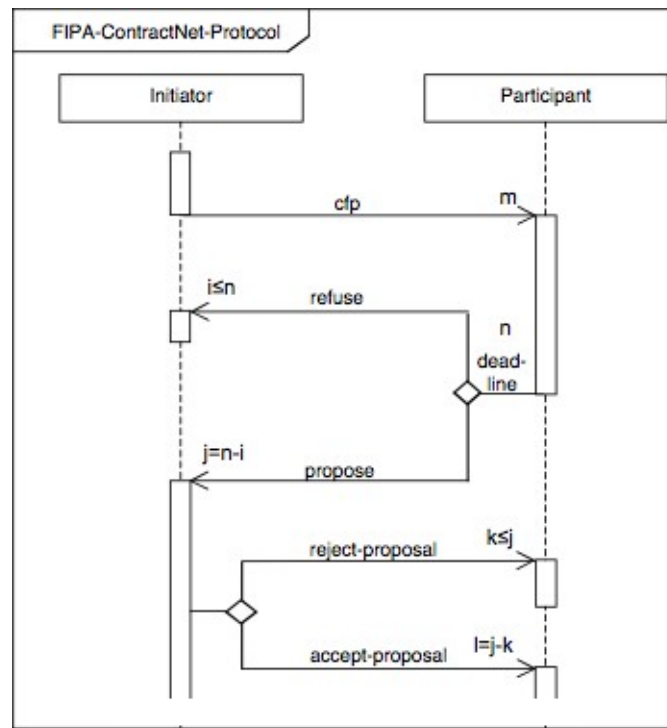 FIPA-ContractNet-Protocol
Initiator
Participant
cfp
m
i≤n
refuse
n
dead-
line
j=n-i
propose
reject-proposal
k≤j
accept-proposal
l=j-k